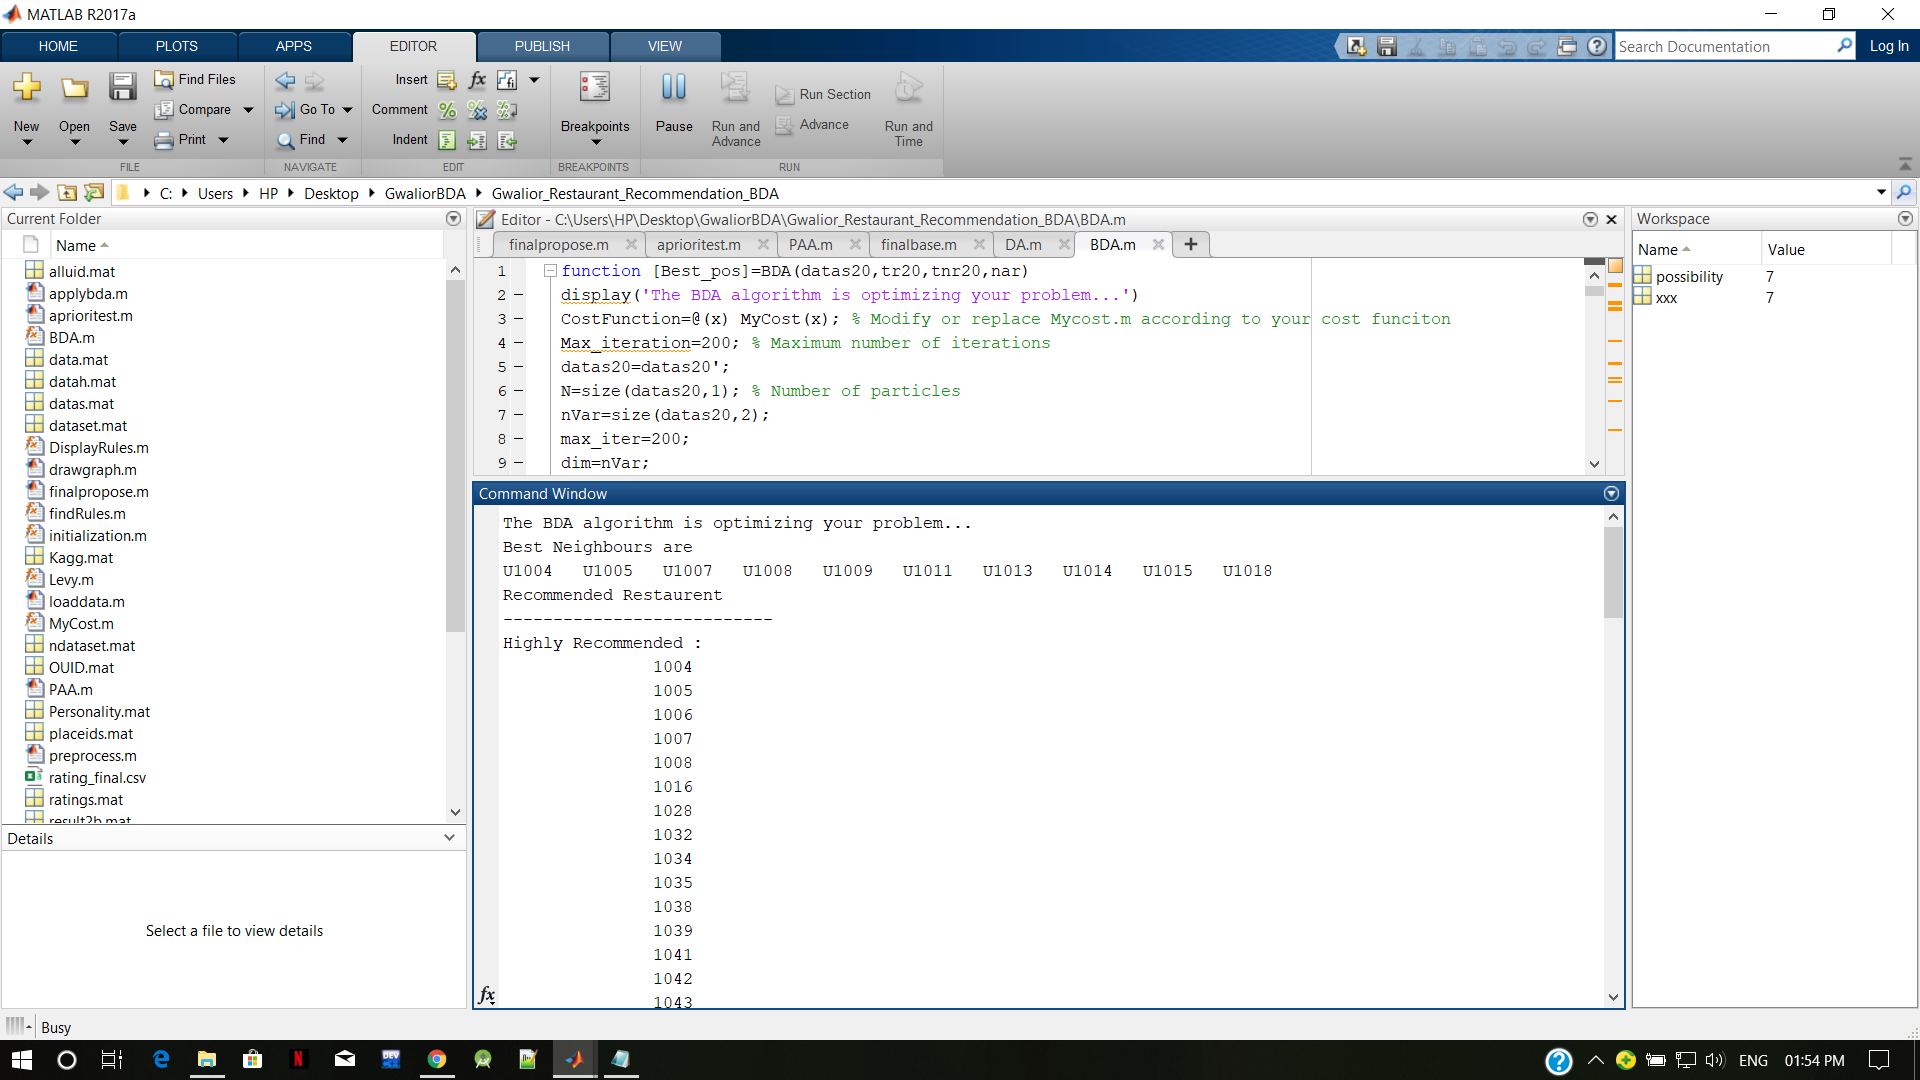 MATLAB R2017a
HOME PLOTS APPS EDITOR PUBLISH VIEW
Search Documentation Log In
New Open Save
Find Files
Compare
Print
FILE
Go To
Find
NAVIGATE
Insert
Comment
Indent
EDIT
Breakpoints
BREAKPOINTS
Pause
Run and Advance
Run Section
Advance
Run and Time
RUN
C: Users HP Desktop GwaliorBDA Gwalior_Restaurant_Recommendation_BDA
Current Folder
Name
alluid.mat
applybda.m
aprioritest.m
BDA.m
data.mat
datah.mat
datas.mat
dataset.mat
DisplayRules.m
drawgraph.m
finalpropose.m
findRules.m
initialization.m
Kagg.mat
Levy.m
loaddata.m
MyCost.m
ndataset.mat
OUID.mat
PAA.m
Personality.mat
placeids.mat
preprocess.m
rating_final.csv
ratings.mat
result2b.mat
Details
Select a file to view details
Editor - C:\Users\HP\Desktop\GwaliorBDA\Gwalior_Restaurant_Recommendation_BDA\BDA.m
finalpropose.m aprioritest.m PAA.m finalbase.m DA.m BDA.m
1 function [Best_pos]=BDA(datas20,tr20,tnr20,nar)
2 display('The BDA algorithm is optimizing your problem...')
3 CostFunction=@(x) MyCost(x); % Modify or replace Mycost.m according to your cost funciton
4 Max_iteration=200; % Maximum number of iterations
5 datas20=datas20';
6 N=size(datas20,1); % Number of particles
7 nVar=size(datas20,2);
8 max_iter=200;
9 dim=nVar;
Command Window
The BDA algorithm is optimizing your problem...
Best Neighbours are
U1004 U1005 U1007 U1008 U1009 U1011 U1013 U1014 U1015 U1018
Recommended Restaurent
---------------------------
Highly Recommended :
1004
1005
1006
1007
1008
1016
1028
1032
1034
1035
1038
1039
1041
1042
1043
fx
Workspace
Name Value
possibility 7
xxx 7
Busy
ENG 01:54 PM